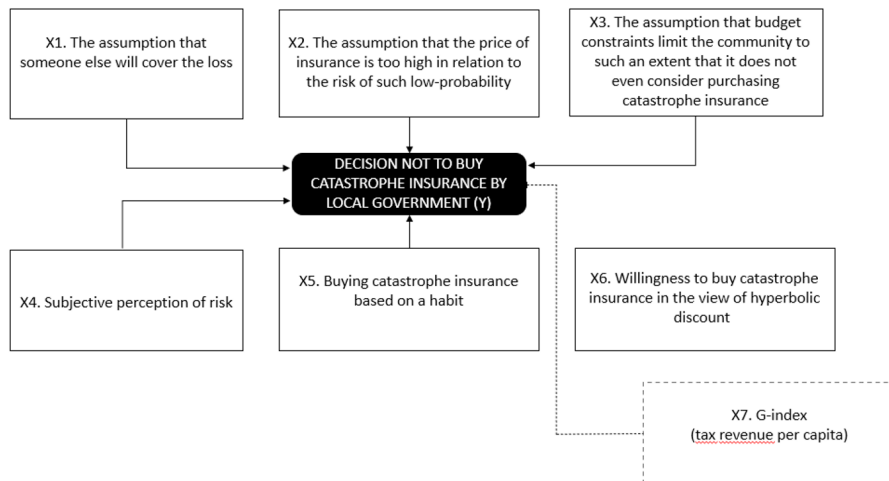 X1. The assumption that
someone else will cover the loss
X2. The assumption that the price of
insurance is too high in relation to
the risk of such low-probability
X3. The assumption that budget
constraints limit the community to
such an extent that it does not
even consider purchasing
catastrophe insurance
DECISION NOT TO BUY
CATASTROPHE INSURANCE BY
LOCAL GOVERNMENT (Y)
X4. Subjective perception of risk
X5. Buying catastrophe insurance
based on a habit
X6. Willingness to buy catastrophe
insurance in the view of hyperbolic
discount
X7. G-index
(tax revenue per capita)